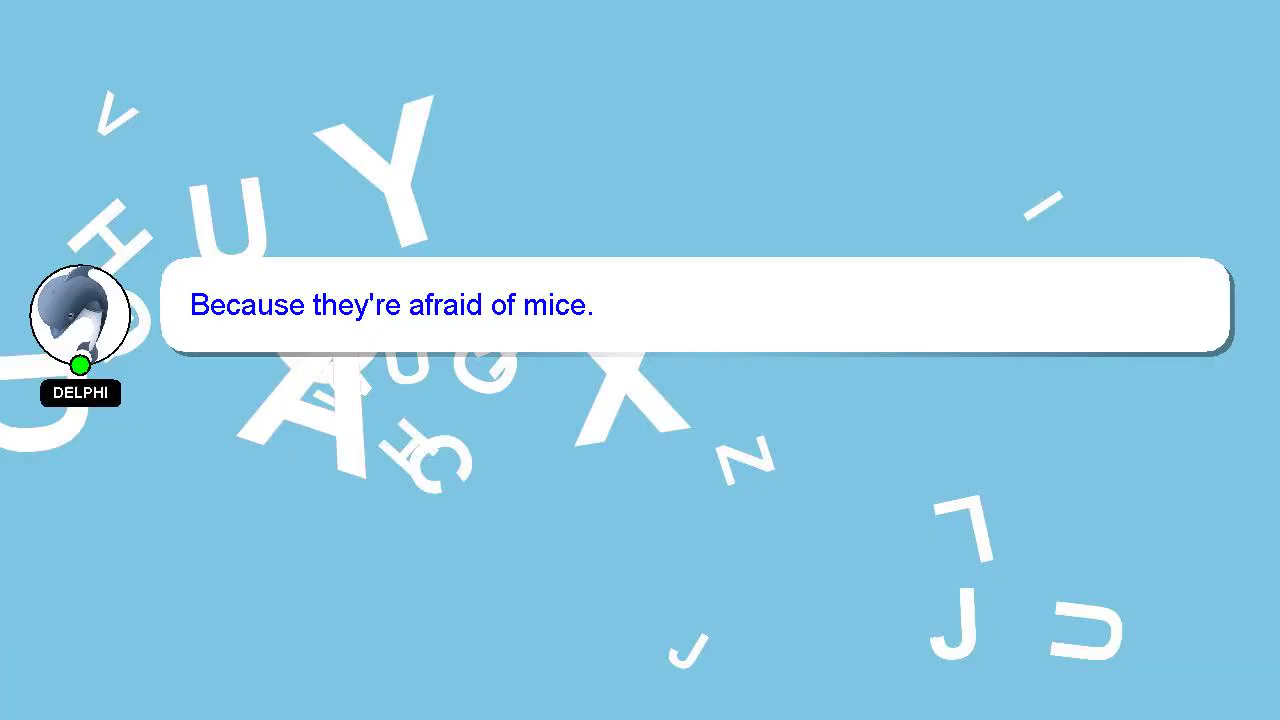 V
Y
U
H
I
Because they're afraid of mice.
DELPHI
U
G
A
X
H
C
N
L
J
U
J